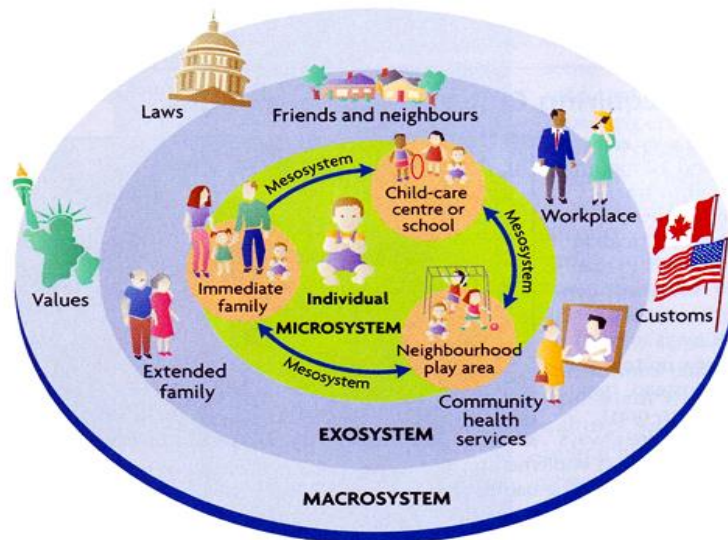 Laws
Friends and neighbours
Mesosystem
Child-care
centre or
school
Workplace
Mesosystem
Values
Immediate
family
Individual
Customs
MICROSYSTEM
Neighbourhood
play area
Extended
family
Mesosystem
Community
health
services
EXOSYSTEM
MACROSYSTEM